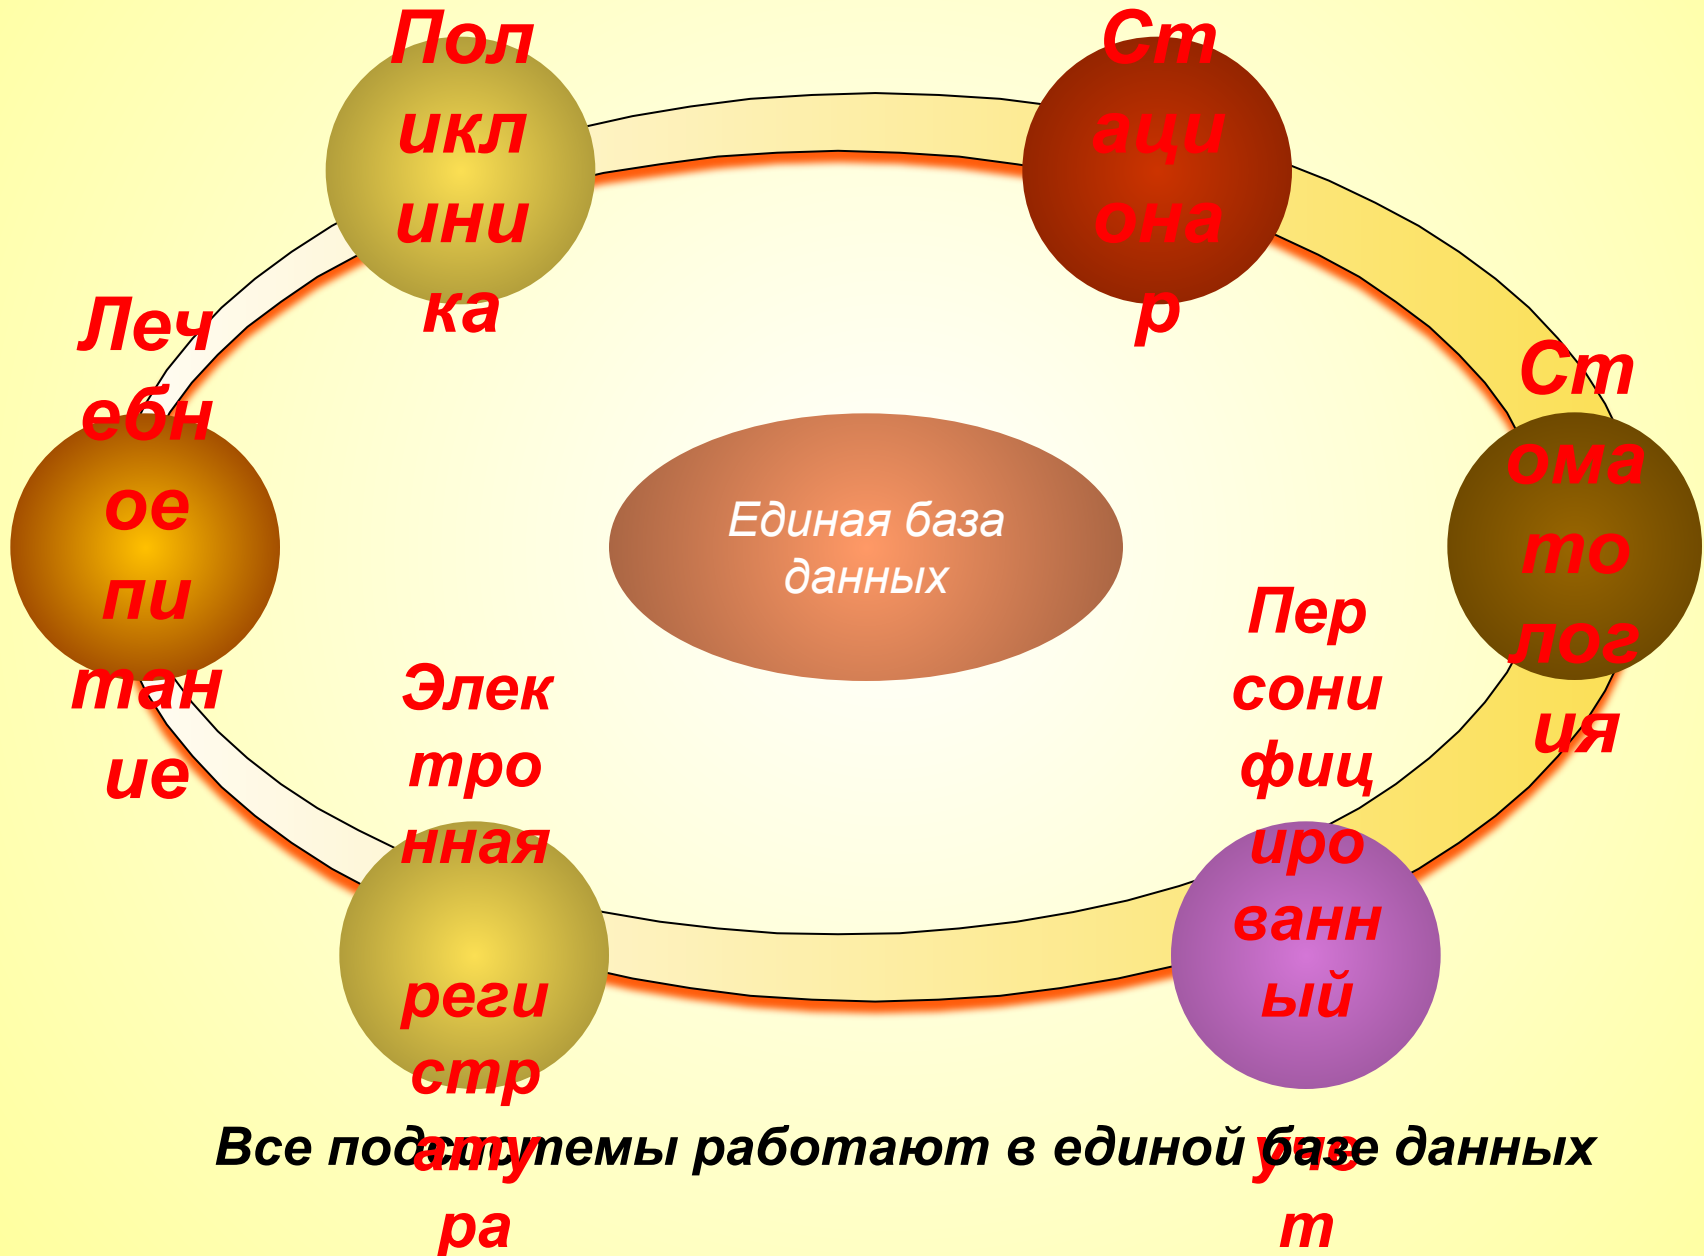 Пол
икл
ини
ка
Ст
аци
она
р
Леч
ебн
ое
пи
тан
ие
Единая база
данных
Ст
ома
то
лог
ия
Элек
тро
нная
реги
стр
ату
ра
Пер
сони
фиц
иро
ванн
ый
уче
т
Все подсистемы работают в единой базе данных